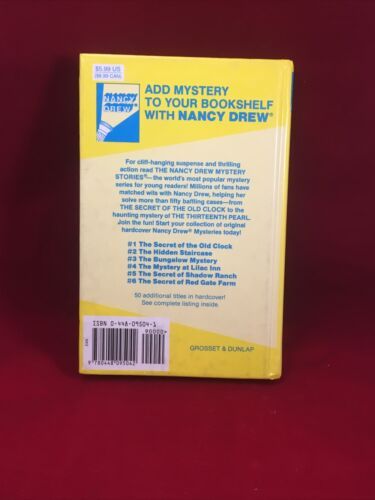 $5.99 US
($8.99 CAN)
NANCY
DREW
ADD MYSTERY
TO YOUR BOOKSHELF
WITH NANCY DREW®
For cliff-hanging suspense and thrilling
action read THE NANCY DREW MYSTERY
STORIES®—the world's most popular mystery
series for young readers! Millions of fans have
matched wits with Nancy Drew, helping her
solve more than fifty baffling cases—from
THE SECRET OF THE OLD CLOCK to the
haunting mystery of THE THIRTEENTH PEARL.
Join the fun! Start your collection of original
hardcover Nancy Drew® Mysteries today!
#1 The Secret of the Old Clock
#2 The Hidden Staircase
#3 The Bungalow Mystery
#4 The Mystery at Lilac Inn
#5 The Secret of Shadow Ranch
#6 The Secret of Red Gate Farm
50 additional titles in hardcover!
See complete listing inside.
ISBN 0-448-09504-1
90000>
9 780448 095042
GROSSET & DUNLAP